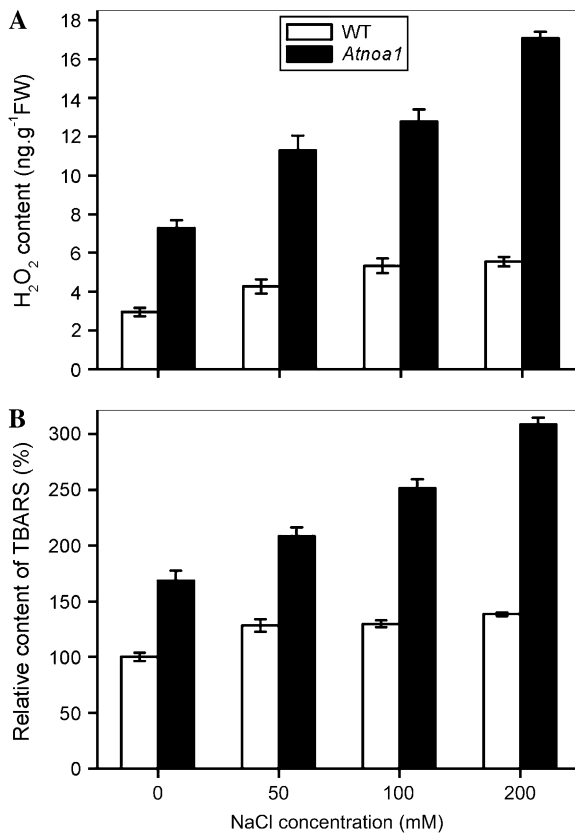 A
WT
Atnoa1
H₂O₂ content (ng.g⁻¹FW)
18
16
14
12
10
8
6
4
2
0
B
Relative content of TBARS (%)
300
250
200
150
100
50
0
0 50 100 200
NaCl concentration (mM)